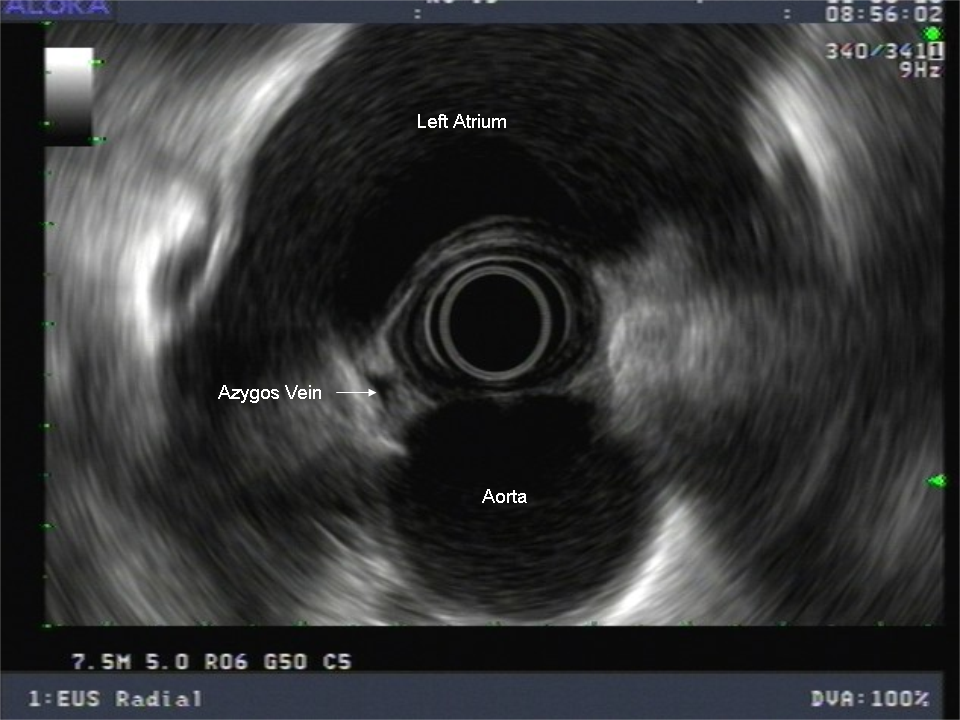 ALOKA
08:56:02
340/341
9Hz
Left Atrium
Azygos Vein
Aorta
7.5M 5.0 R06 G50 C5
1:EUS Radial
DVA:100%